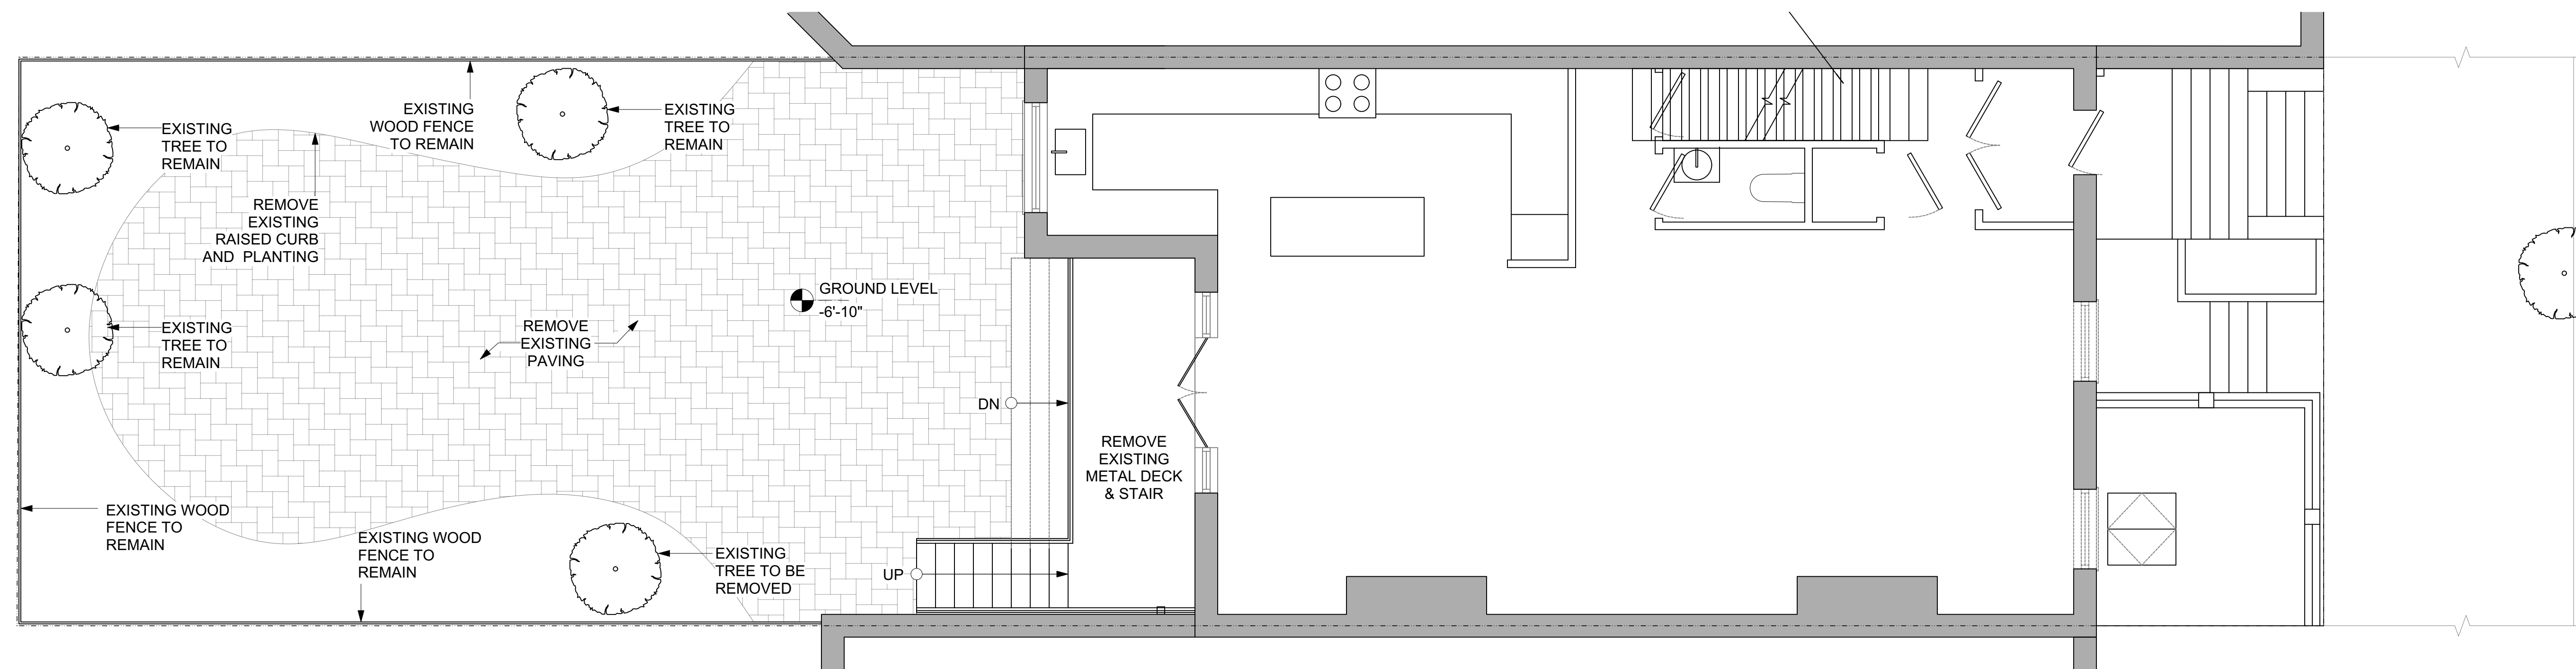 EXISTING
WOOD FENCE
TO REMAIN
EXISTING
TREE TO
REMAIN
EXISTING
TREE TO
REMAIN
REMOVE
EXISTING
RAISED CURB
AND PLANTING
GROUND LEVEL
-6'-10"
EXISTING
TREE TO
REMAIN
REMOVE
EXISTING
PAVING
DN
REMOVE
EXISTING
METAL DECK
& STAIR
EXISTING WOOD
FENCE TO
REMAIN
EXISTING WOOD
FENCE TO
REMAIN
EXISTING
TREE TO BE
REMOVED
UP